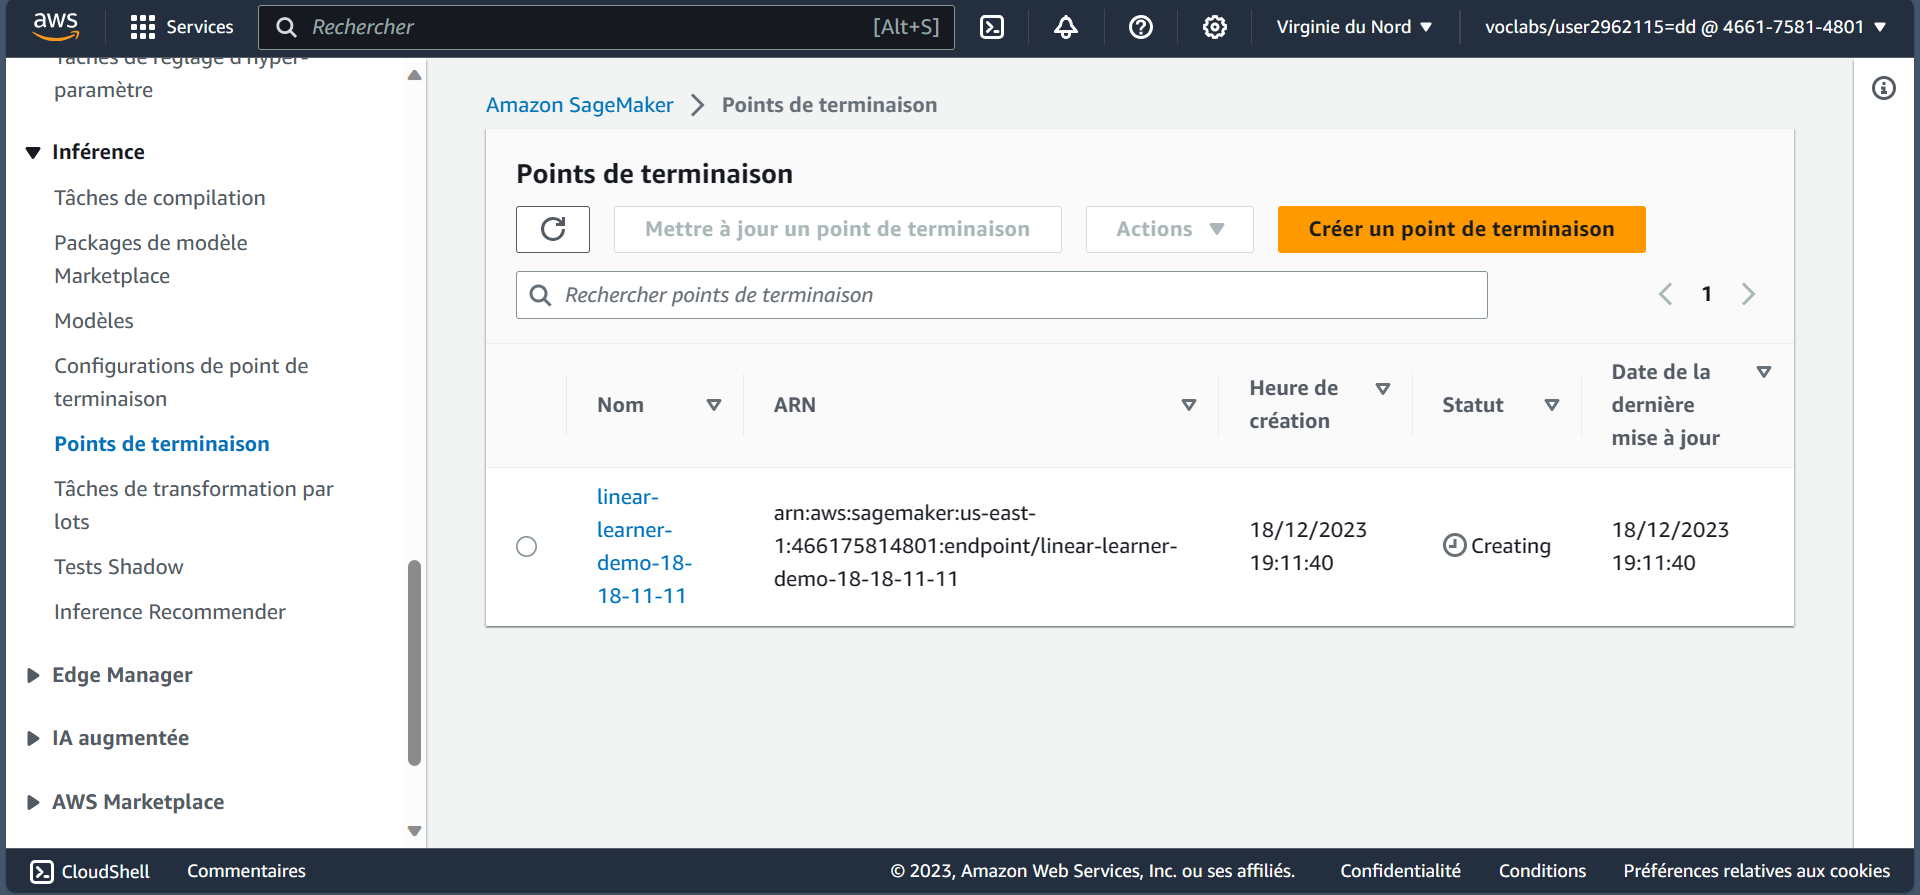 aws
Services
Rechercher
[Alt+S]
Virginie du Nord
voclabs/user2962115=dd @ 4661-7581-4801
Tâches de réglage d'hyper-
paramètre
Inférence
Tâches de compilation
Packages de modèle
Marketplace
Modèles
Configurations de point de
terminaison
Points de terminaison
Tâches de transformation par
lots
Tests Shadow
Inference Recommender
Edge Manager
IA augmentée
AWS Marketplace
Amazon SageMaker
Points de terminaison
Points de terminaison
Mettre à jour un point de terminaison
Actions
Créer un point de terminaison
Rechercher points de terminaison
1
Nom
ARN
Heure de
création
Statut
Date de la
dernière
mise à jour
linear-
learner-
demo-18-
18-11-11
arn:aws:sagemaker:us-east-
1:466175814801:endpoint/linear-learner-
demo-18-18-11-11
18/12/2023
19:11:40
Creating
18/12/2023
19:11:40
CloudShell
Commentaires
© 2023, Amazon Web Services, Inc. ou ses affiliés.
Confidentialité
Conditions
Préférences relatives aux cookies